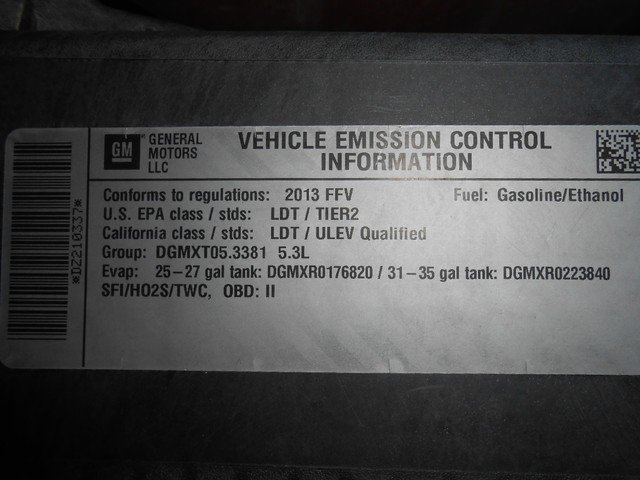 GM GENERAL MOTORS LLC
VEHICLE EMISSION CONTROL
INFORMATION
Conforms to regulations: 2013 FFV Fuel: Gasoline/Ethanol
U.S. EPA class / stds: LDT / TIER2
California class / stds: LDT / ULEV Qualified
Group: DGMXT05.3381 5.3L
Evap: 25-27 gal tank: DGMXR0176820 / 31-35 gal tank: DGMXR0223840
SFI/HO2S/TWC, OBD: II
*DZ210337*